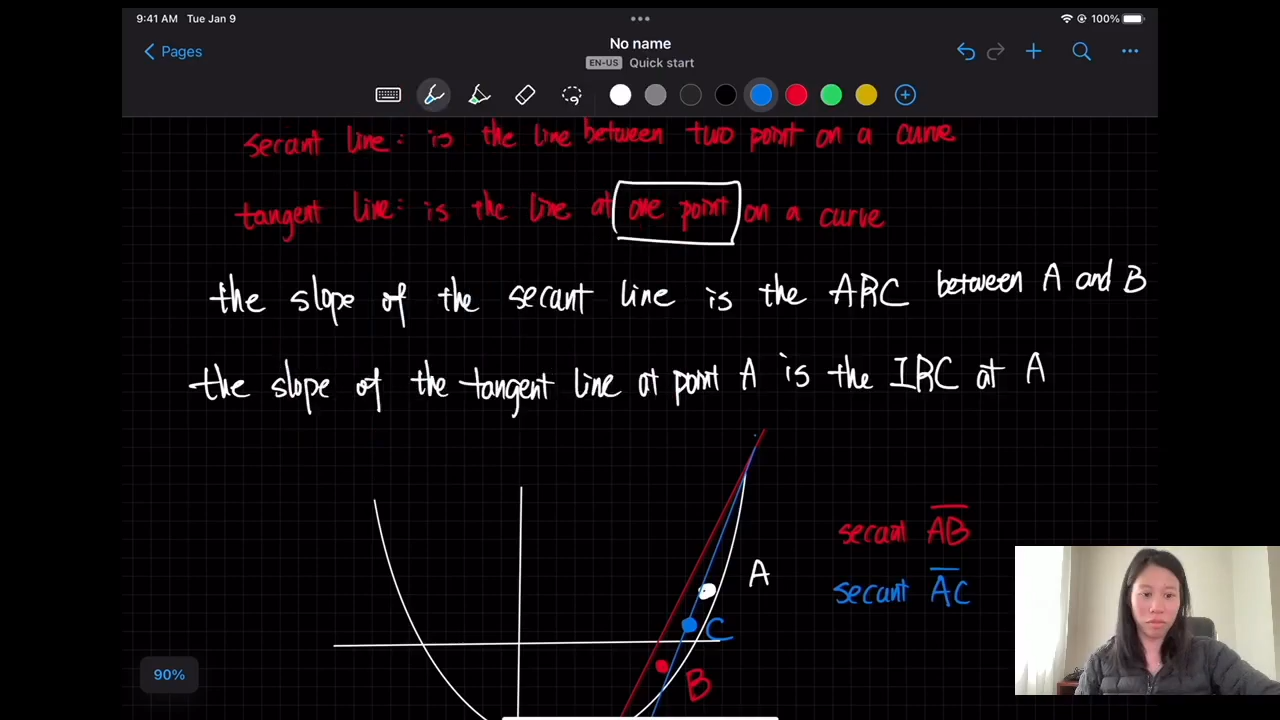 9:41 AM Tue Jan 9
100%
Pages
No name
EN-US Quick start
secant line: is the line between two point on a curve
tangent line: is the line at one point on a curve
the slope of the secant line is the ARC between A and B
the slope of the tangent line at point A is the IRC at A
secant AB
A
secant AC
C
B
90%